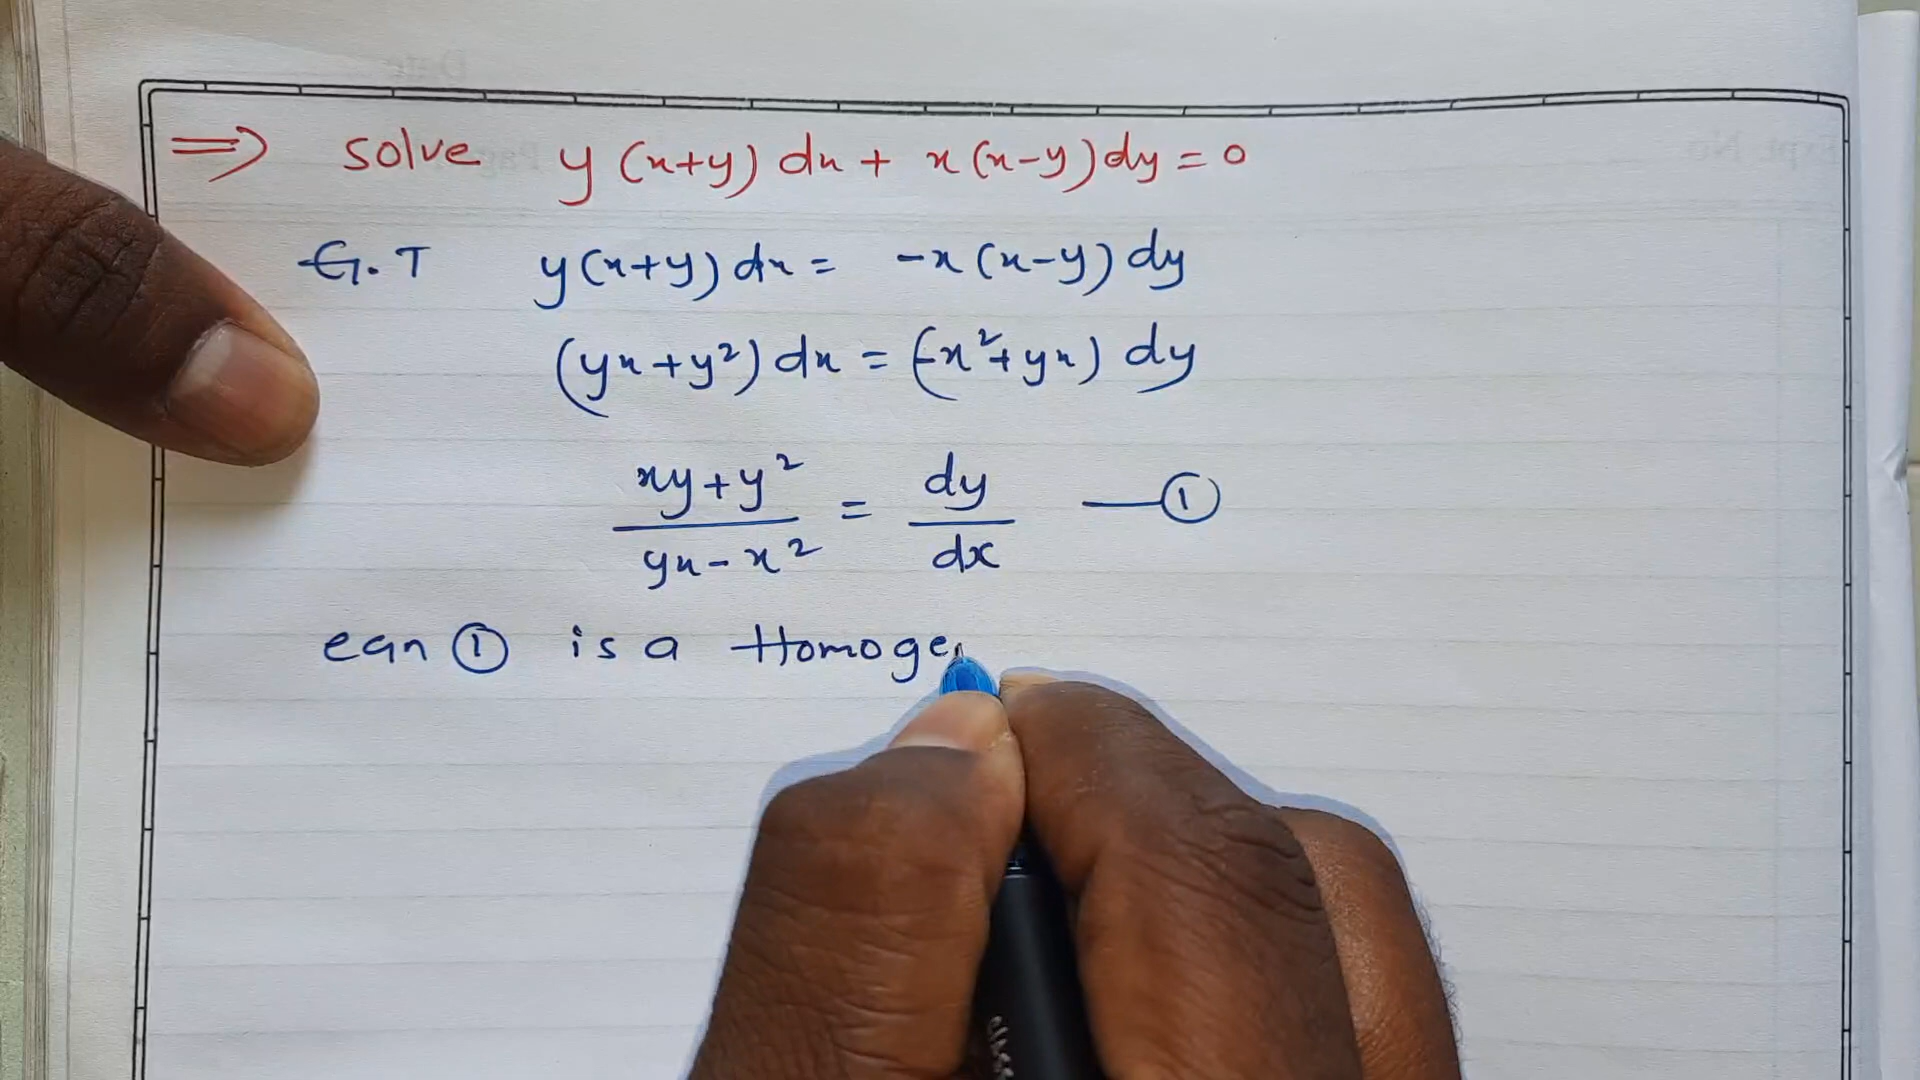 ⇒ solve y (x+y) dx + x(x-y)dy = 0
G.T y(x+y) dx = -x (x-y) dy
(yx+y²) dx = (-x²+yx) dy
xy+y² / yx-x² = dy / dx —①
eqn ① is a Homoge